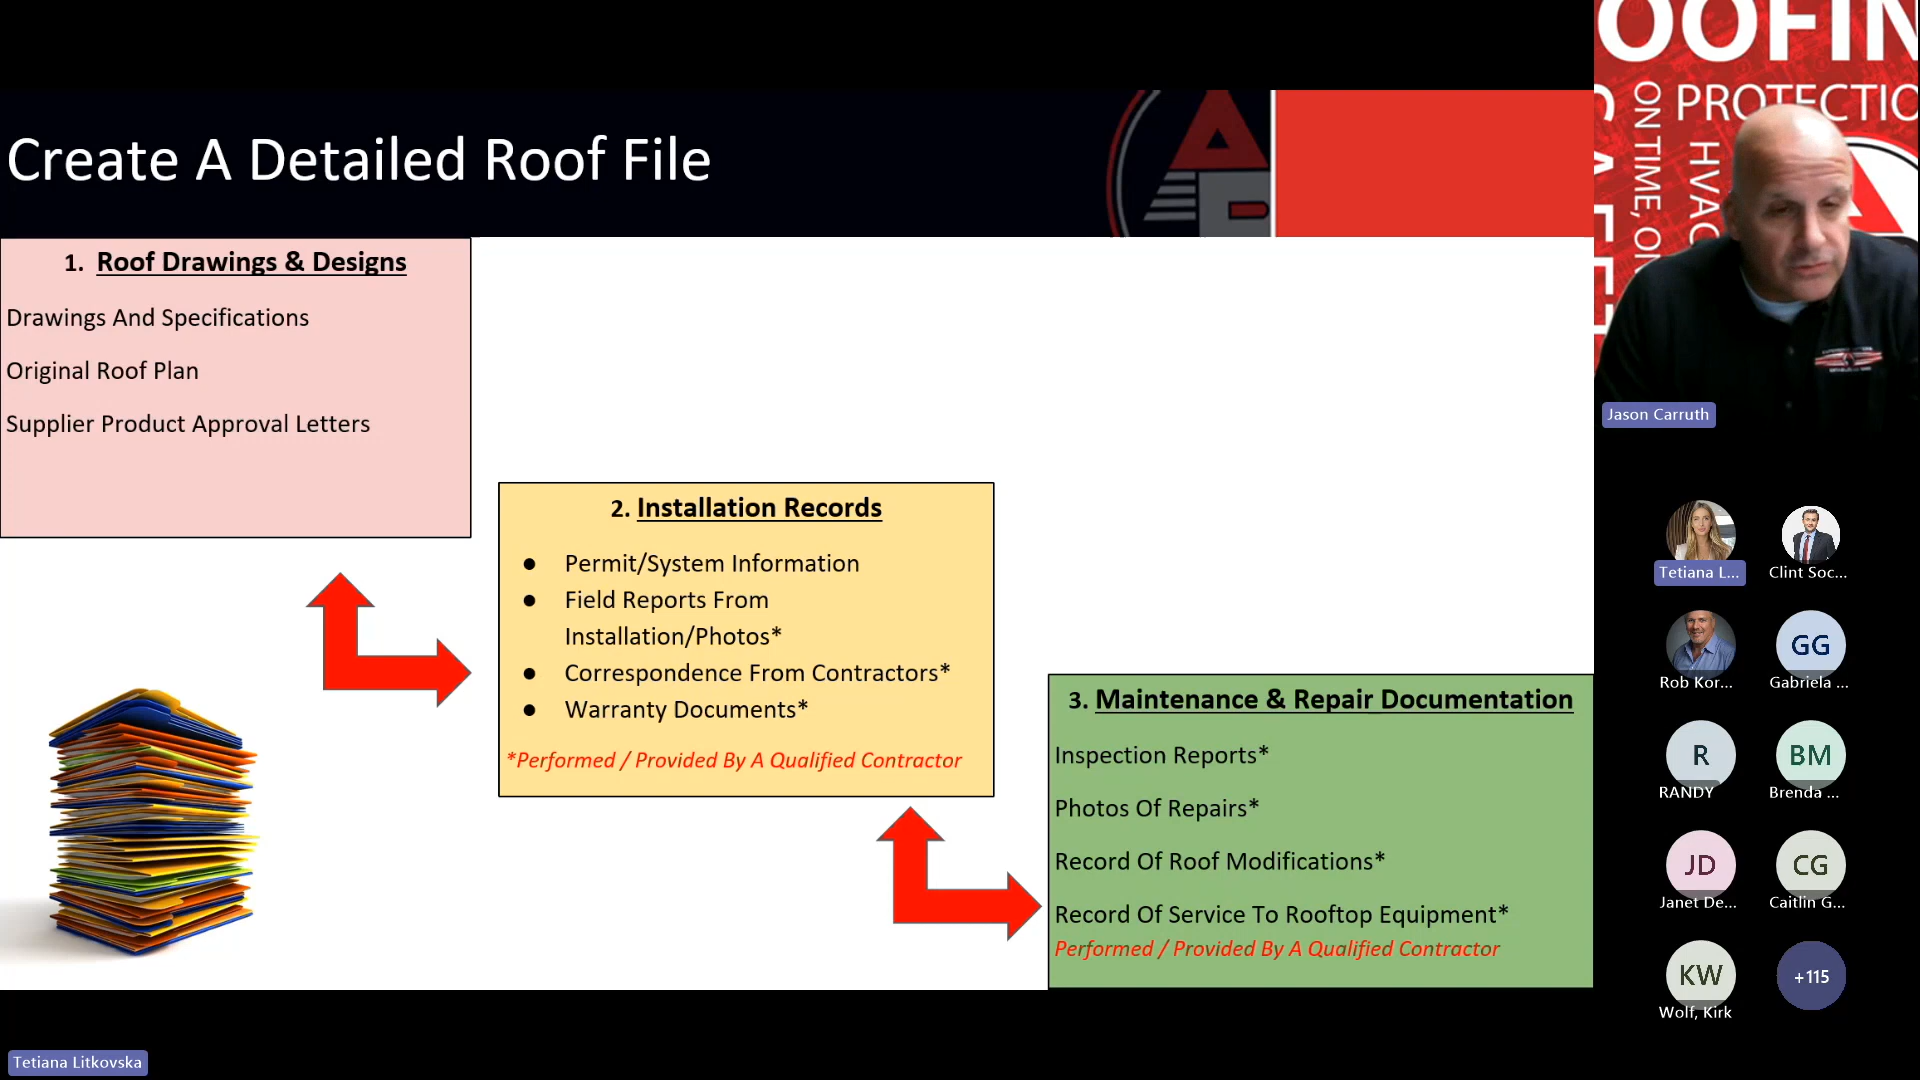 Create A Detailed Roof File
1. Roof Drawings & Designs
Drawings And Specifications
Original Roof Plan
Supplier Product Approval Letters
2. Installation Records
● Permit/System Information
● Field Reports From
Installation/Photos*
● Correspondence From Contractors*
● Warranty Documents*
*Performed / Provided By A Qualified Contractor
3. Maintenance & Repair Documentation
Inspection Reports*
Photos Of Repairs*
Record Of Roof Modifications*
Record Of Service To Rooftop Equipment*
Performed / Provided By A Qualified Contractor
Tetiana Litkovska
OOFIN
PROTECTIO
ON TIME, O
HVAC
Jason Carruth
Tetiana L...
Clint Soc...
Rob Kor...
GG
Gabriela ...
R
RANDY
BM
Brenda ...
JD
Janet De...
CG
Caitlin G...
KW
Wolf, Kirk
+115